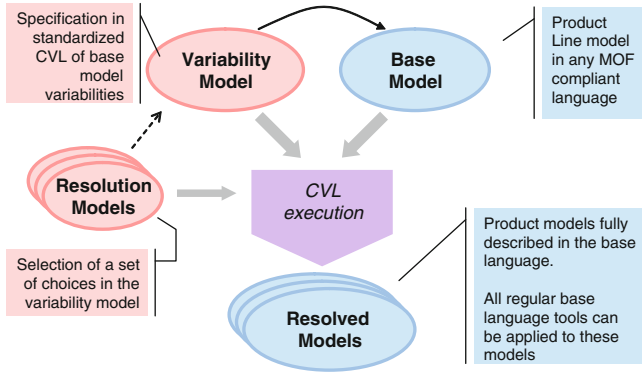 Specification in
standardized
CVL of base
model
variabilities
Variability
Model
Base
Model
Product
Line model
in any MOF
compliant
language
Resolution
Models
CVL
execution
Selection of a set
of choices in the
variability model
Resolved
Models
Product models fully
described in the base
language.
All regular base
language tools can
be applied to these
models